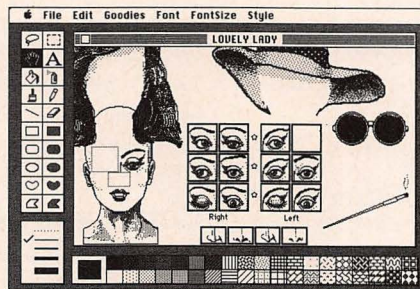 File Edit Goodies Font FontSize Style
LOVELY LADY
A
Right Left